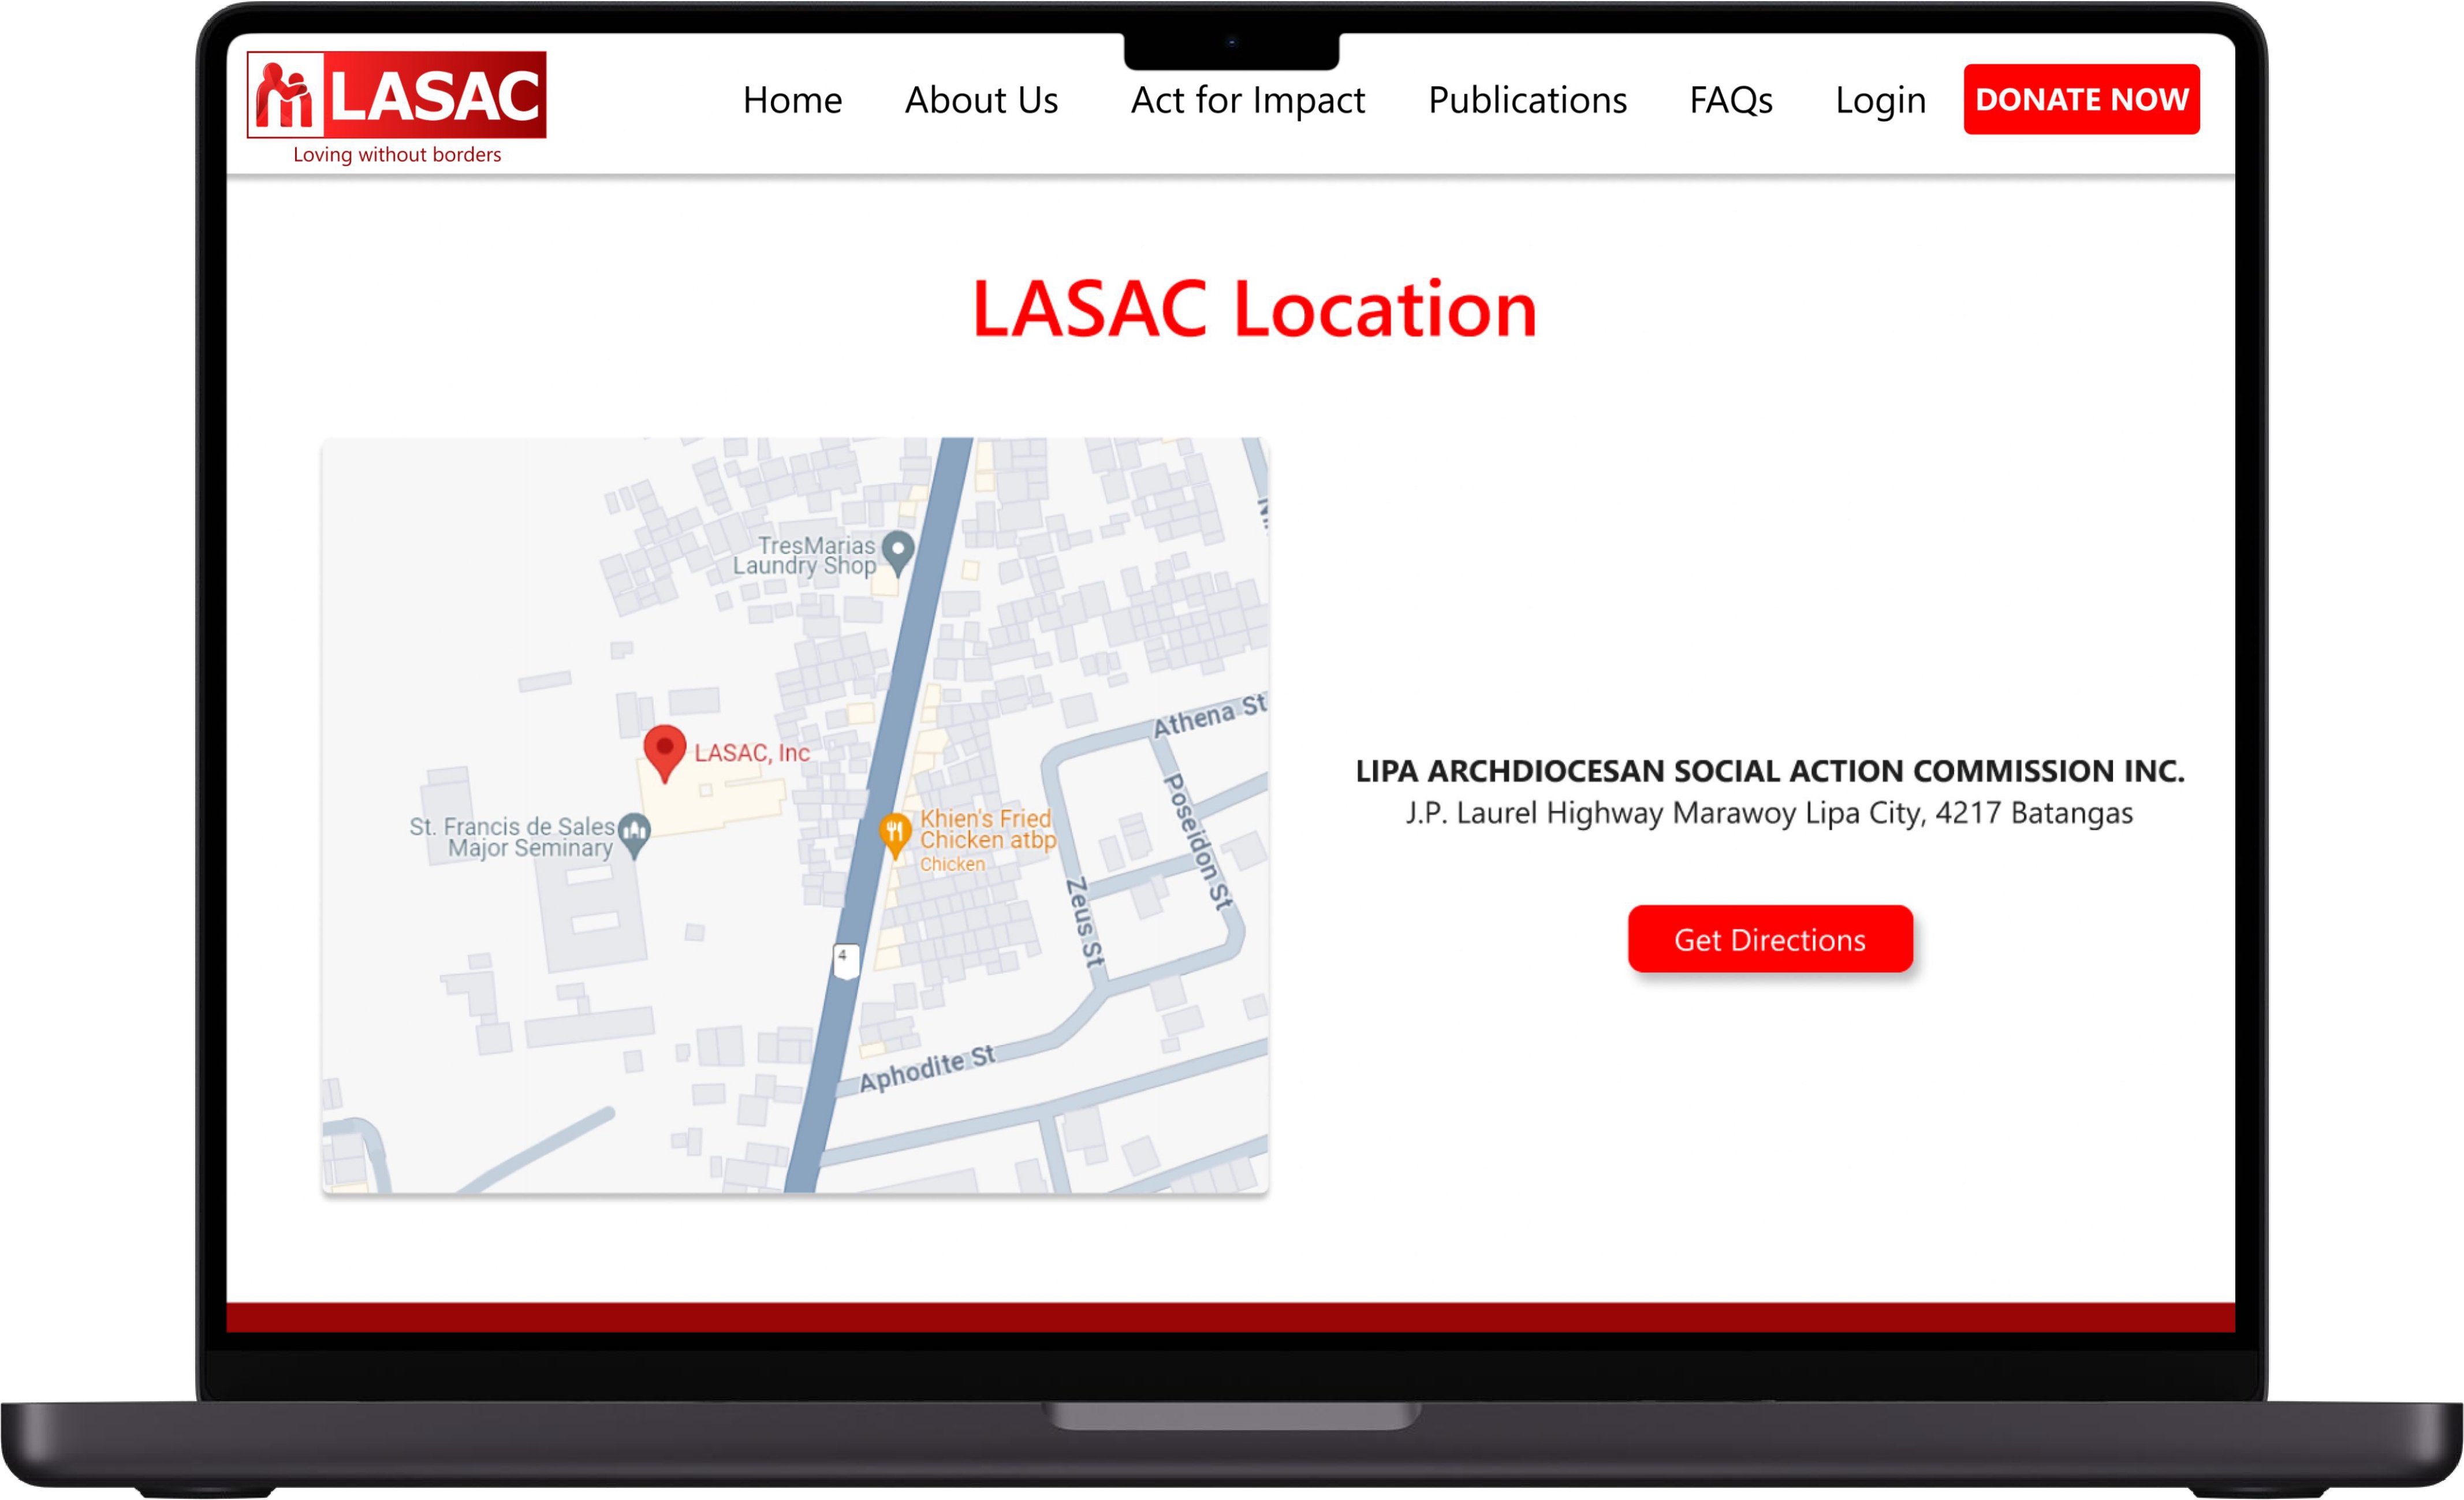 LASAC
Loving without borders
Home About Us Act for Impact Publications FAQs Login DONATE NOW
LASAC Location
TresMarias
Laundry Shop
Athena St
LASAC, Inc
Poseidon St
St. Francis de Sales
Major Seminary
Khien's Fried
Chicken atbp
Chicken
Zeus St
4
Aphodite St
LIPA ARCHDIOCESAN SOCIAL ACTION COMMISSION INC.
J.P. Laurel Highway Marawoy Lipa City, 4217 Batangas
Get Directions